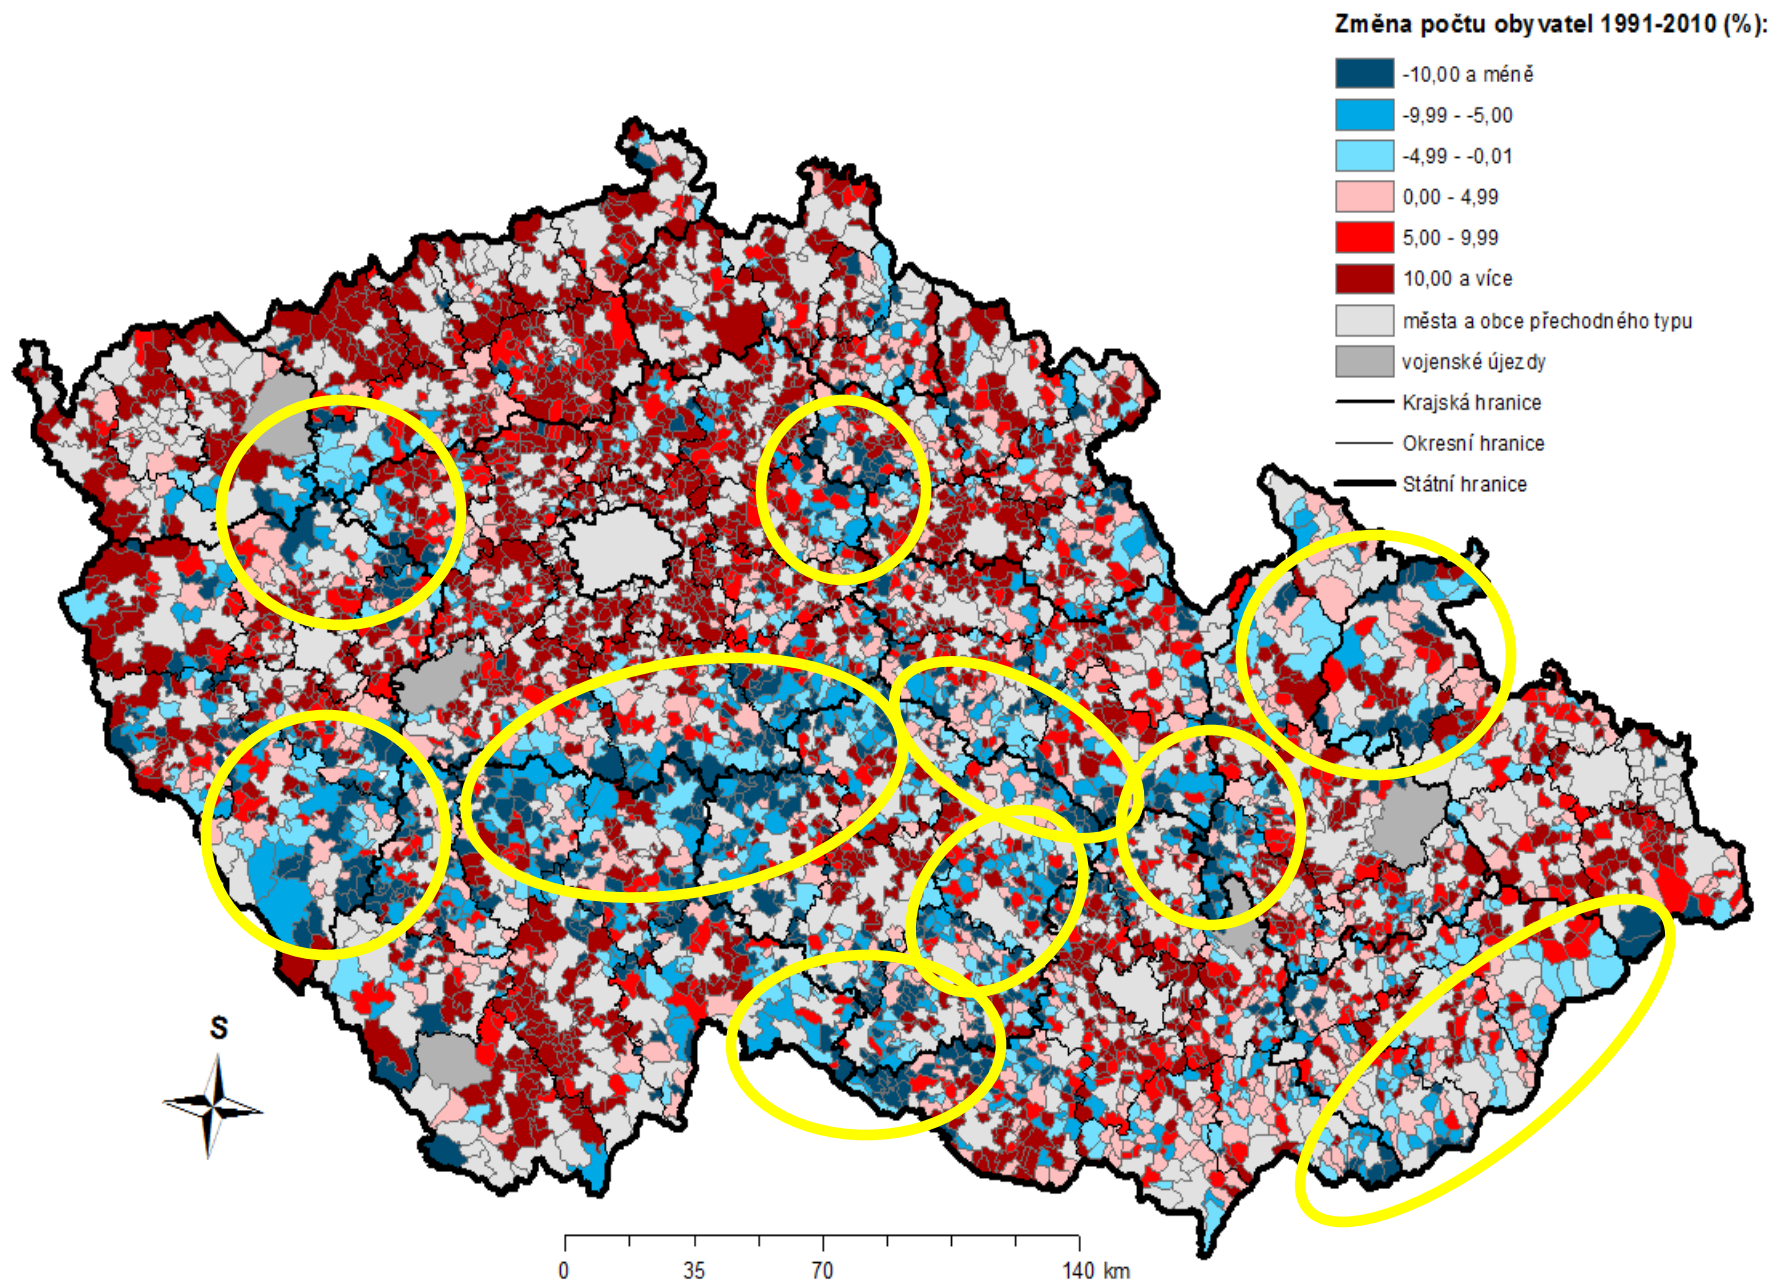 Změna počtu obyvatel 1991-2010 (%):
-10,00 a méně
-9,99 - -5,00
-4,99 - -0,01
0,00 - 4,99
5,00 - 9,99
10,00 a více
města a obce přechodného typu
vojenské újezdy
Krajská hranice
Okresní hranice
Státní hranice
S
0 35 70 140 km